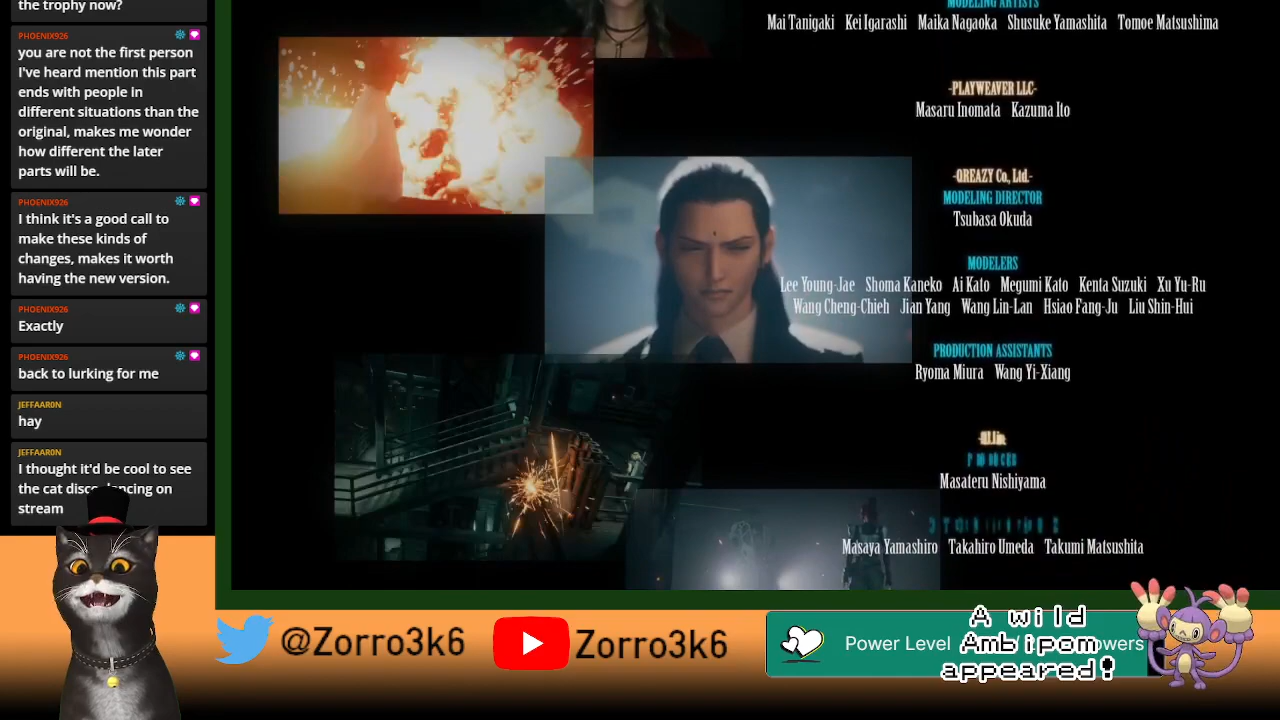 the trophy now?
PHOENIX926
you are not the first person
I've heard mention this part
ends with people in
different situations than the
original, makes me wonder
how different the later
parts will be.
PHOENIX926
I think it's a good call to
make these kinds of
changes, makes it worth
having the new version.
PHOENIX926
Exactly
PHOENIX926
back to lurking for me
JEFFAAR0N
hay
JEFFAAR0N
I thought it'd be cool to see
the cat disco dancing on
stream
MODELING ARTISTS
Mai Tanigaki Kei Igarashi Maika Nagaoka Shusuke Yamashita Tomoe Matsushima
-PLAYWEAVER LLC-
Masaru Inomata Kazuma Ito
-OREAZY Co, Ltd.-
MODELING DIRECTOR
Tsubasa Okuda
MODELERS
Lee Young-Jae Shoma Kaneko Ai Kato Megumi Kato Kenta Suzuki Xu Yu-Ru
Wang Cheng-Chieh Jian Yang Wang Lin-Lan Hsiao Fang-Ju Liu Shin-Hui
PRODUCTION ASSISTANTS
Ryoma Miura Wang Yi-Xiang
Masateru Nishiyama
Masaya Yamashiro Takahiro Umeda Takumi Matsushita
@Zorro3k6
Zorro3k6
Power Level
A wild
Ambipom
appeared!